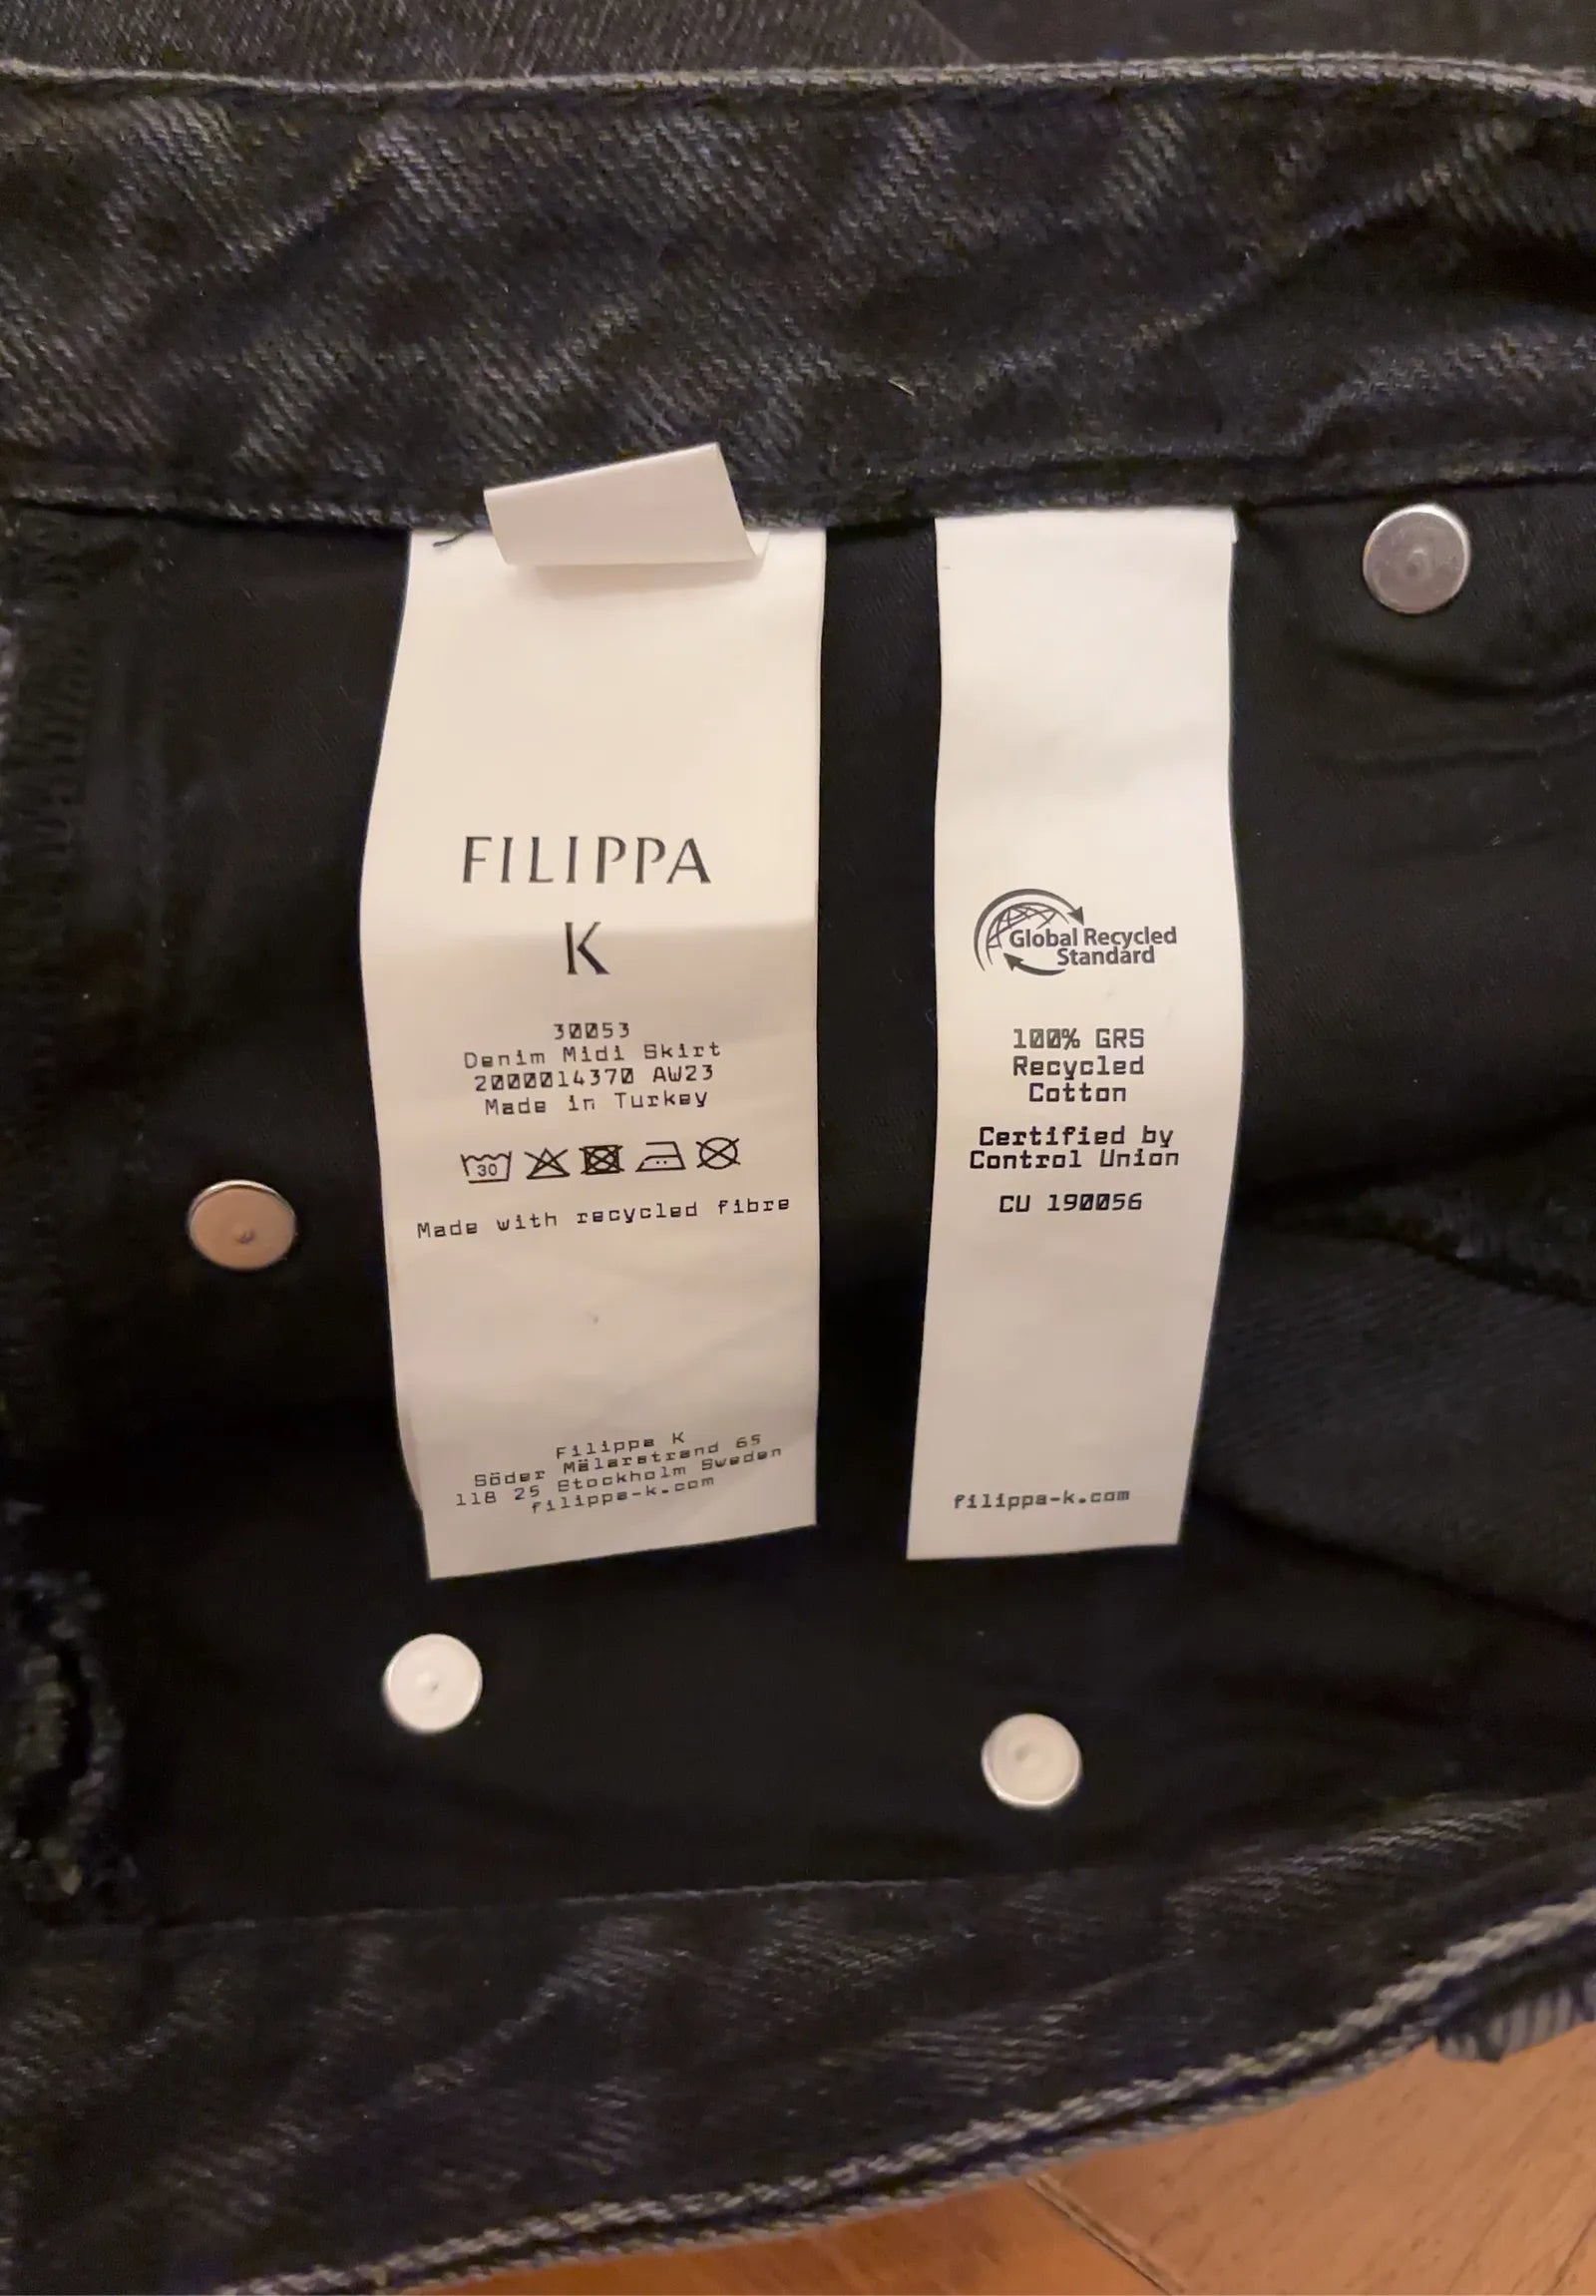 FILIPPA
K
30053
Denim Midi Skirt
2000014370 AW23
Made in Turkey
30
Made with recycled fibre
Filippa K
Söder Mälarstrand 65
118 25 Stockholm Sweden
filippa-k.com
Global Recycled
Standard
100% GRS
Recycled
Cotton
Certified by
Control Union
CU 190056
filippa-k.com